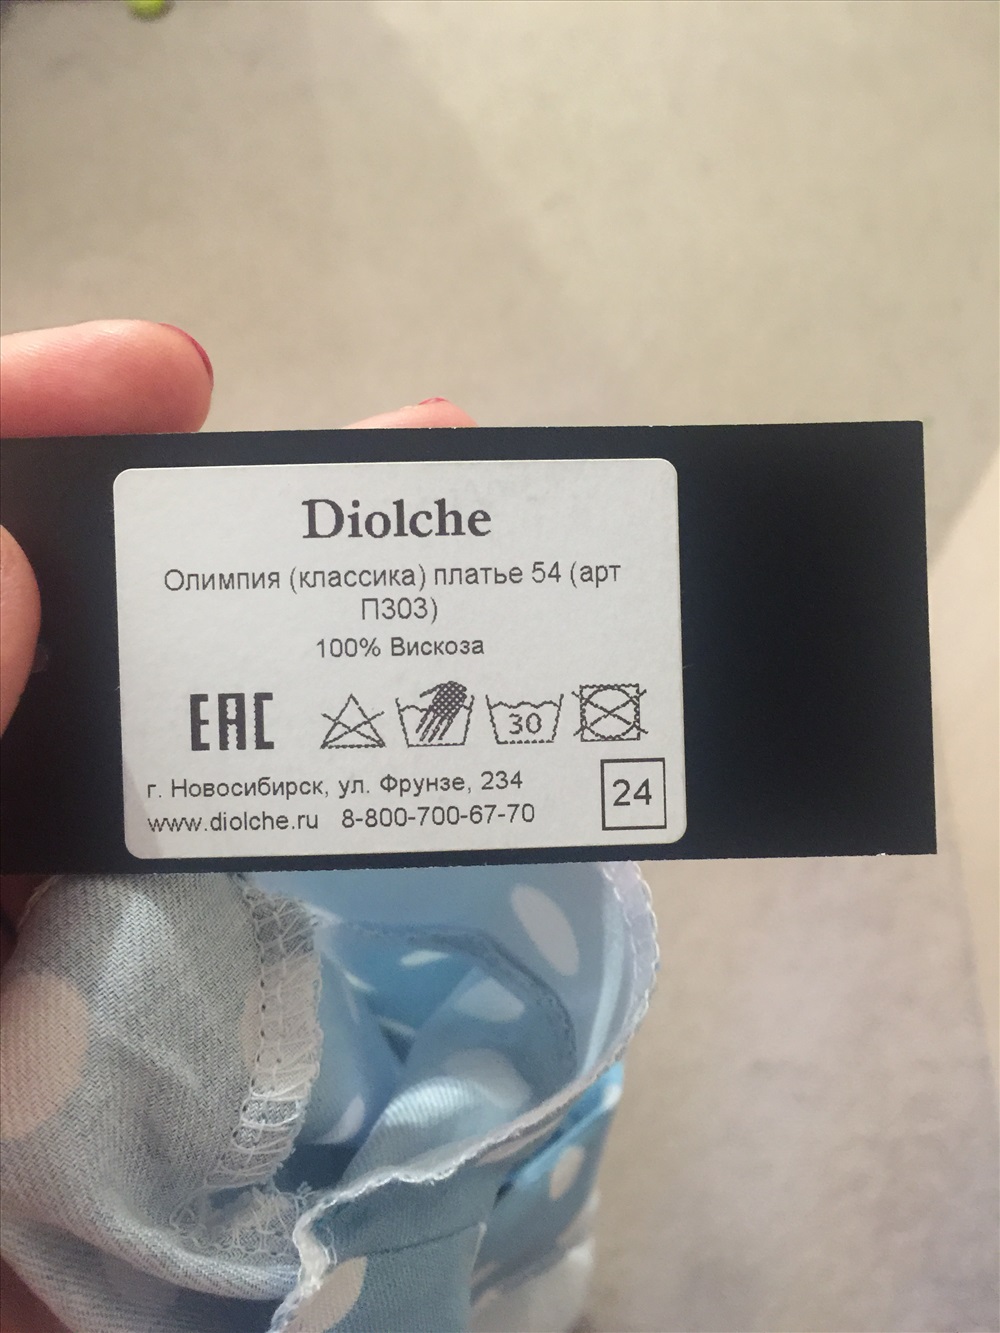 Diolche
Олимпия (классика) платье 54 (арт
П303)
100% Вискоза
EAC
30
г. Новосибирск, ул. Фрунзе, 234
www.diolche.ru 8-800-700-67-70
24